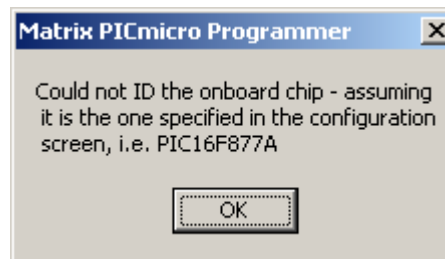 Matrix PICmicro Programmer
Could not ID the onboard chip - assuming
it is the one specified in the configuration
screen, i.e. PIC16F877A
OK